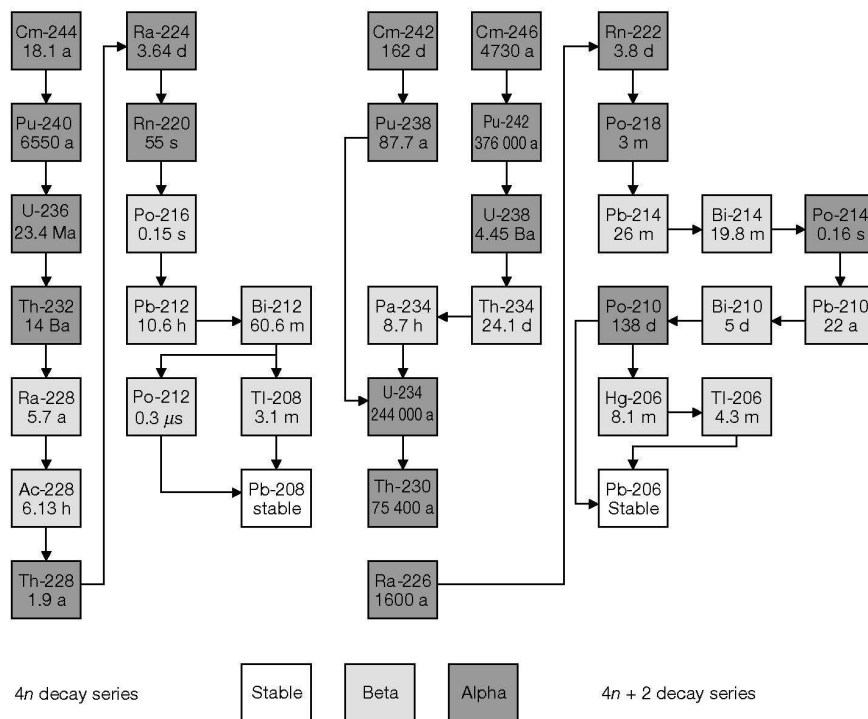 Cm-244
18.1 a
Pu-240
6550 a
U-236
23.4 Ma
Th-232
14 Ba
Ra-228
5.7 a
Ac-228
6.13 h
Th-228
1.9 a
Ra-224
3.64 d
Rn-220
55 s
Po-216
0.15 s
Pb-212
10.6 h
Bi-212
60.6 m
Po-212
0.3 μs
Tl-208
3.1 m
Pb-208
stable
Cm-242
162 d
Pu-238
87.7 a
Cm-246
4730 a
Pu-242
376 000 a
U-238
4.45 Ba
Th-234
24.1 d
Pa-234
8.7 h
U-234
244 000 a
Th-230
75 400 a
Ra-226
1600 a
Rn-222
3.8 d
Po-218
3 m
Pb-214
26 m
Bi-214
19.8 m
Po-214
0.16 s
Pb-210
22 a
Bi-210
5 d
Po-210
138 d
Hg-206
8.1 m
Tl-206
4.3 m
Pb-206
Stable
4n decay series
Stable
Beta
Alpha
4n + 2 decay series